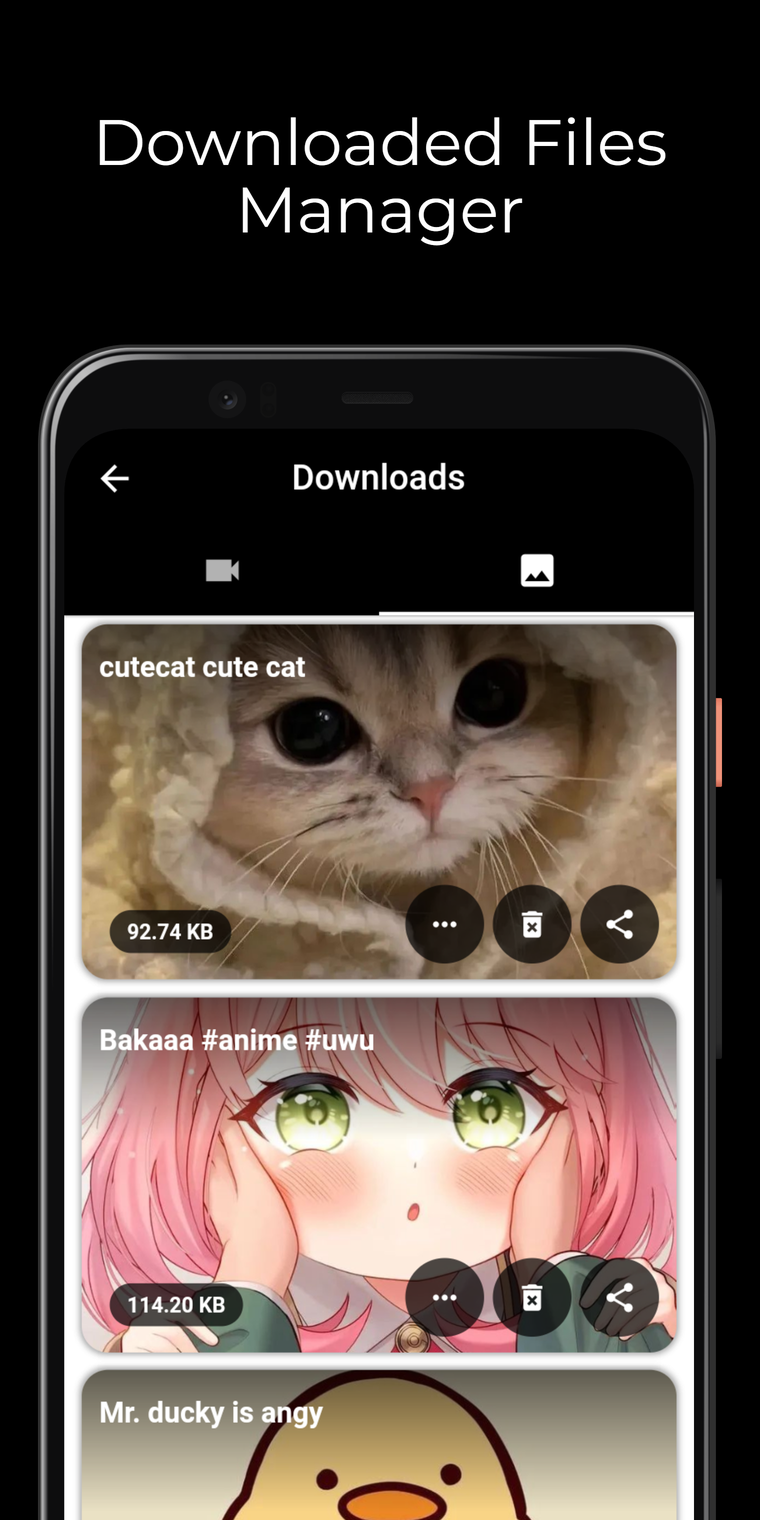 Downloaded Files
Manager
Downloads
cutecat cute cat
92.74 KB
Bakaaa #anime #uwu
114.20 KB
Mr. ducky is angy